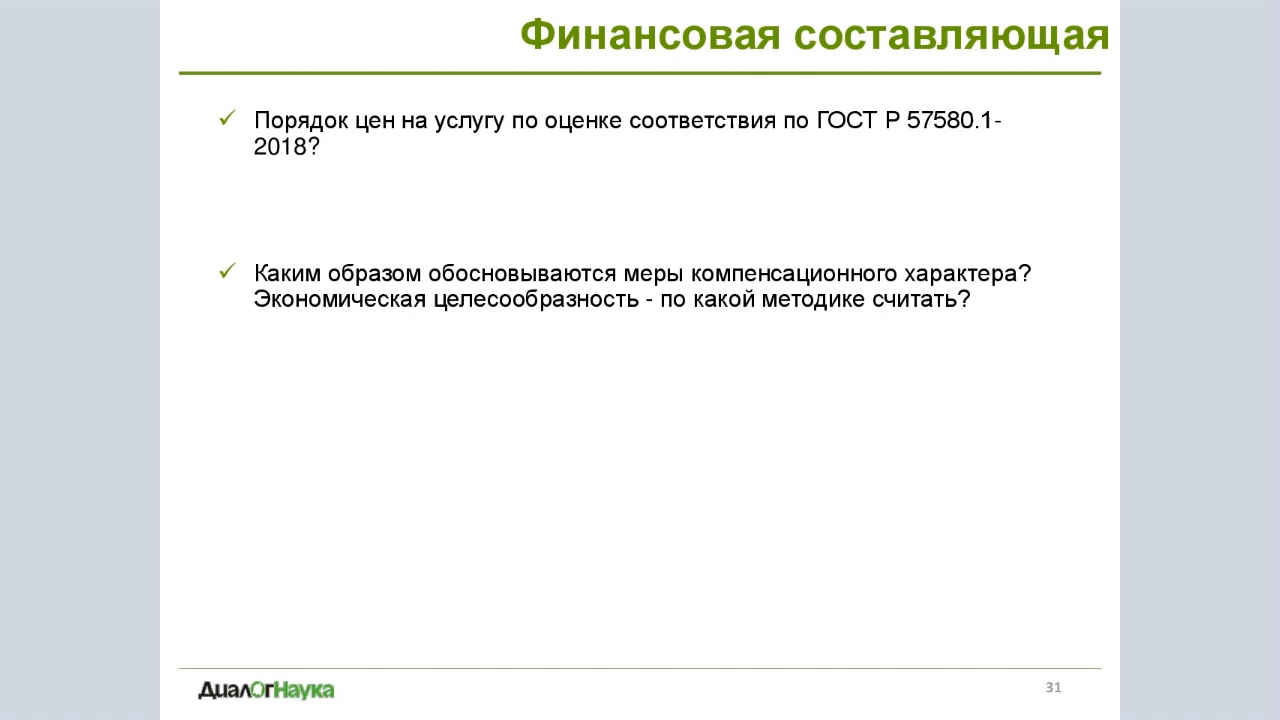 Финансовая составляющая
Порядок цен на услугу по оценке соответствия по ГОСТ Р 57580.1-
2018?
Каким образом обосновываются меры компенсационного характера?
Экономическая целесообразность - по какой методике считать?
ДиалОгНаука
31